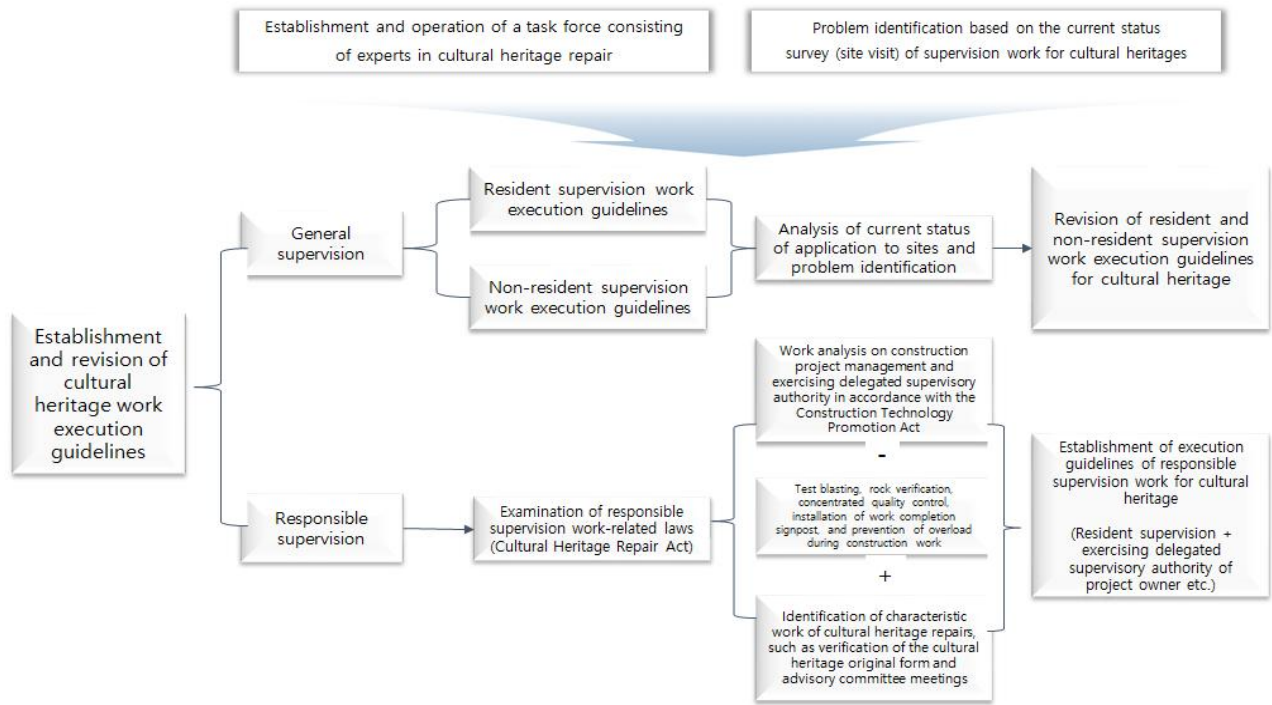 Establishment and operation of a task force consisting
of experts in cultural heritage repair
Problem identification based on the current status
survey (site visit) of supervision work for cultural heritages
Establishment
and revision of
cultural
heritage work
execution
guidelines
General
supervision
Resident supervision work
execution guidelines
Non-resident supervision
work execution guidelines
Analysis of current status
of application to sites and
problem identification
Revision of resident and
non-resident supervision
work execution guidelines
for cultural heritage
Responsible
supervision
Examination of responsible
supervision work-related laws
(Cultural Heritage Repair Act)
Work analysis on construction
project management and
exercising delegated supervisory
authority in accordance with the
Construction Technology
Promotion Act
-
Test blasting, rock verification,
concentrated quality control,
installation of work completion
signpost, and prevention of overload
during construction work
+
Identification of characteristic
work of cultural heritage repairs,
such as verification of the cultural
heritage original form and
advisory committee meetings
Establishment of execution
guidelines of responsible
supervision work for cultural
heritage
(Resident supervision +
exercising delegated
supervisory authority of
project owner etc.)